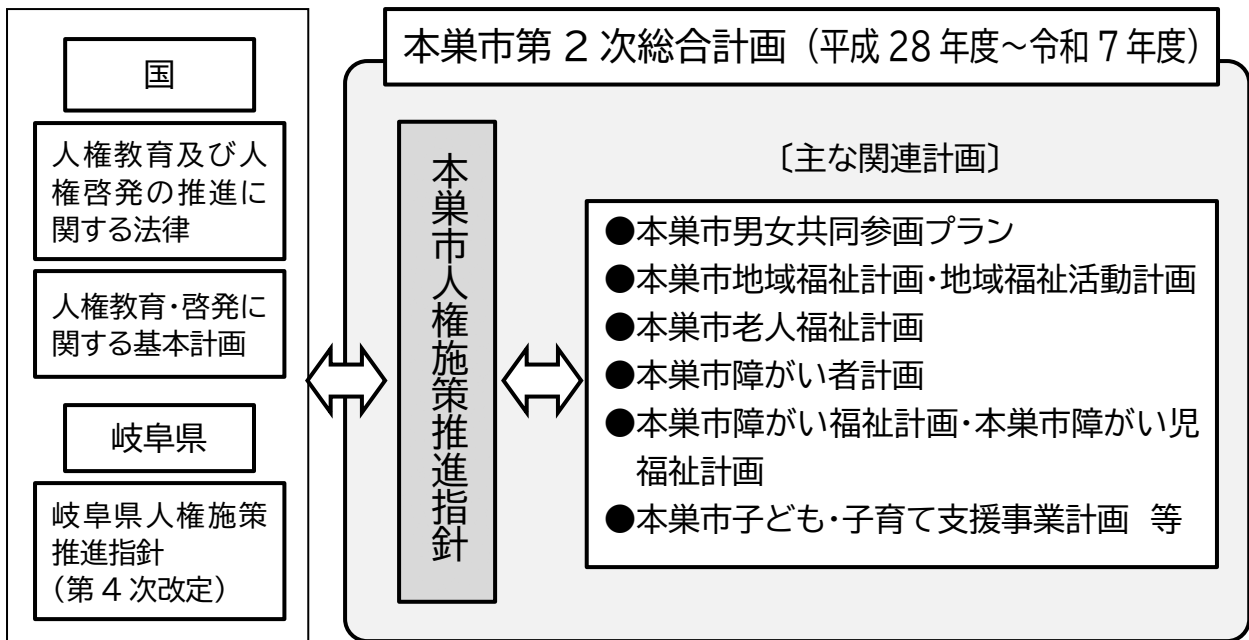 国
人権教育及び人
権啓発の推進に
関する法律
人権教育・啓発に
関する基本計画
岐阜県
岐阜県人権施策
推進指針
（第４次改定）
本巣市第２次総合計画（平成28年度～令和７年度）
本巣市人権施策推進指針
〔主な関連計画〕
●本巣市男女共同参画プラン
●本巣市地域福祉計画・地域福祉活動計画
●本巣市老人福祉計画
●本巣市障がい者計画
●本巣市障がい福祉計画・本巣市障がい児
福祉計画
●本巣市子ども・子育て支援事業計画　等